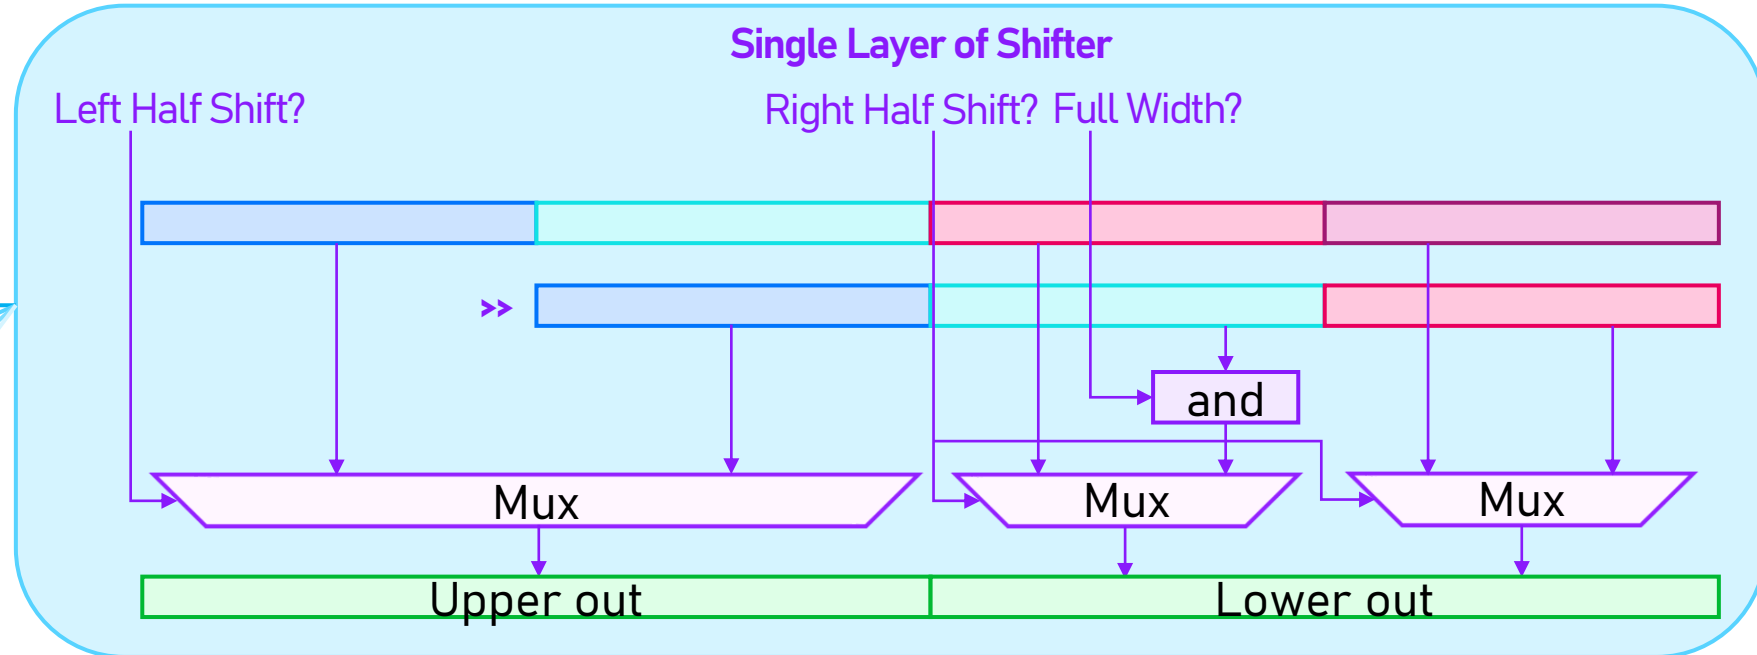 Single Layer of Shifter
Left Half Shift?
Right Half Shift?
Full Width?
>>
and
Mux
Mux
Mux
Upper out
Lower out